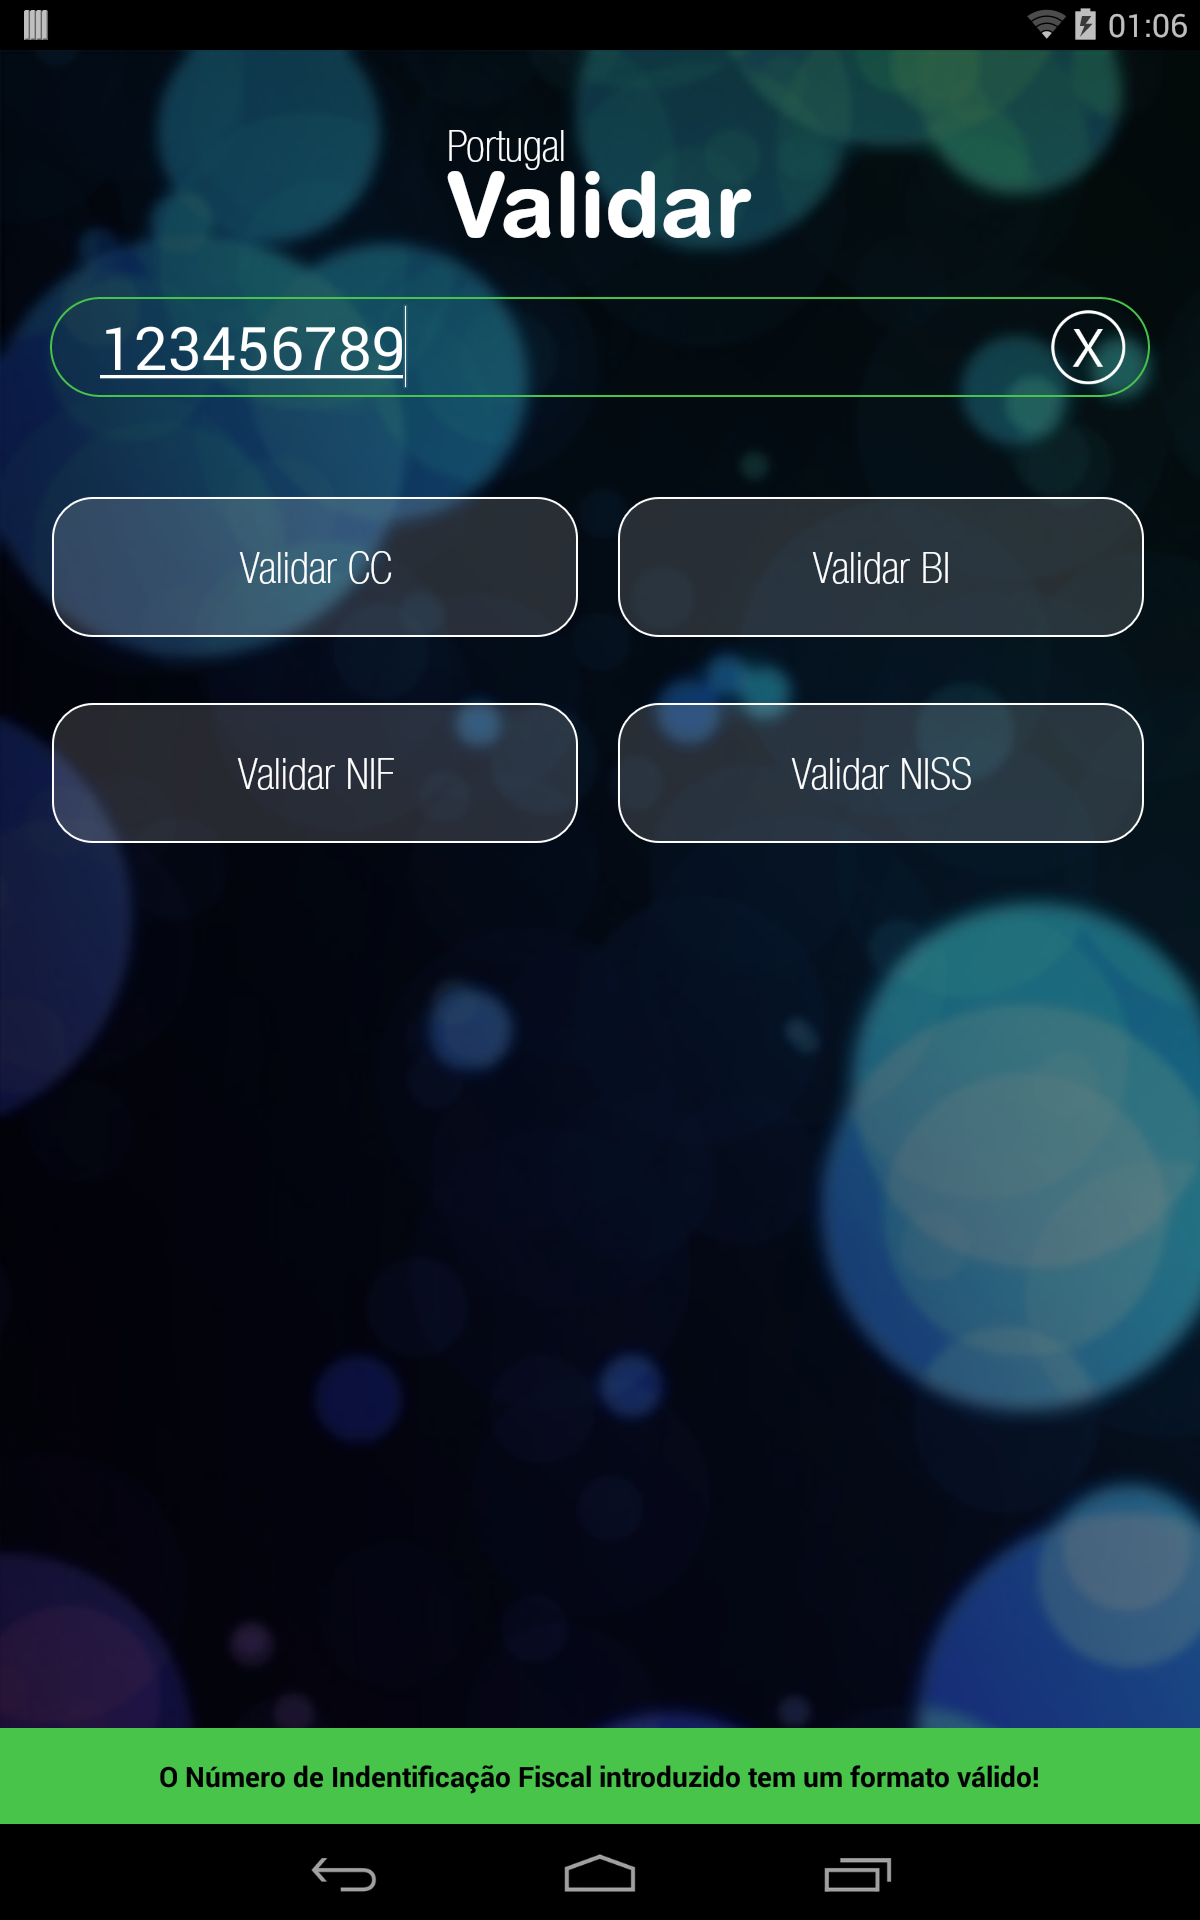 01:06
Portugal
Validar
123456789
X
Validar CC
Validar BI
Validar NIF
Validar NISS
O Número de Indentificação Fiscal introduzido tem um formato válido!